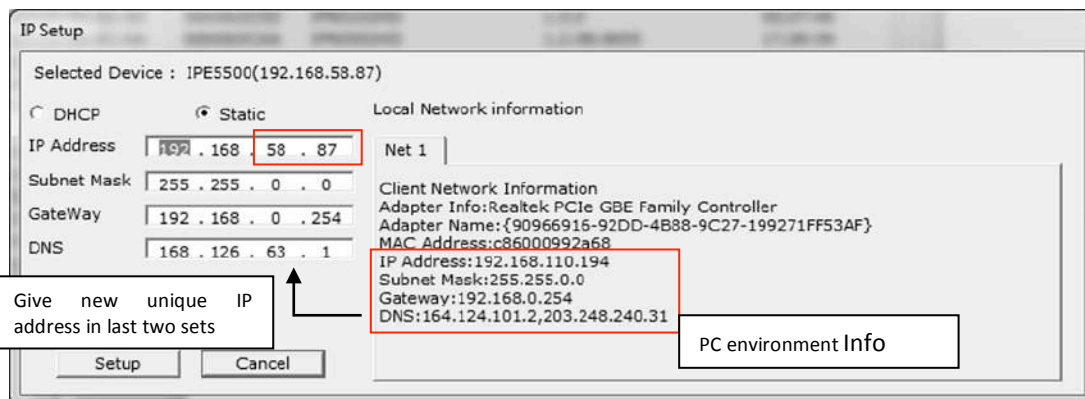 IP Setup
Selected Device : IPE5500(192.168.58.87)
DHCP Static
IP Address 192 . 168 . 58 . 87
Subnet Mask 255 . 255 . 0 . 0
GateWay 192 . 168 . 0 .254
DNS 168 . 126 . 63 . 1
Give new unique IP
address in last two sets
Setup Cancel
Local Network information
Net 1
Client Network Information
Adapter Info:Realtek PCIe GBE Family Controller
Adapter Name:{90966916-92DD-4B88-9C27-199271FF53AF}
MAC Address:c86000992a68
IP Address:192.168.110.194
Subnet Mask:255.255.0.0
Gateway:192.168.0.254
DNS:164.124.101.2,203.248.240.31
PC environment Info